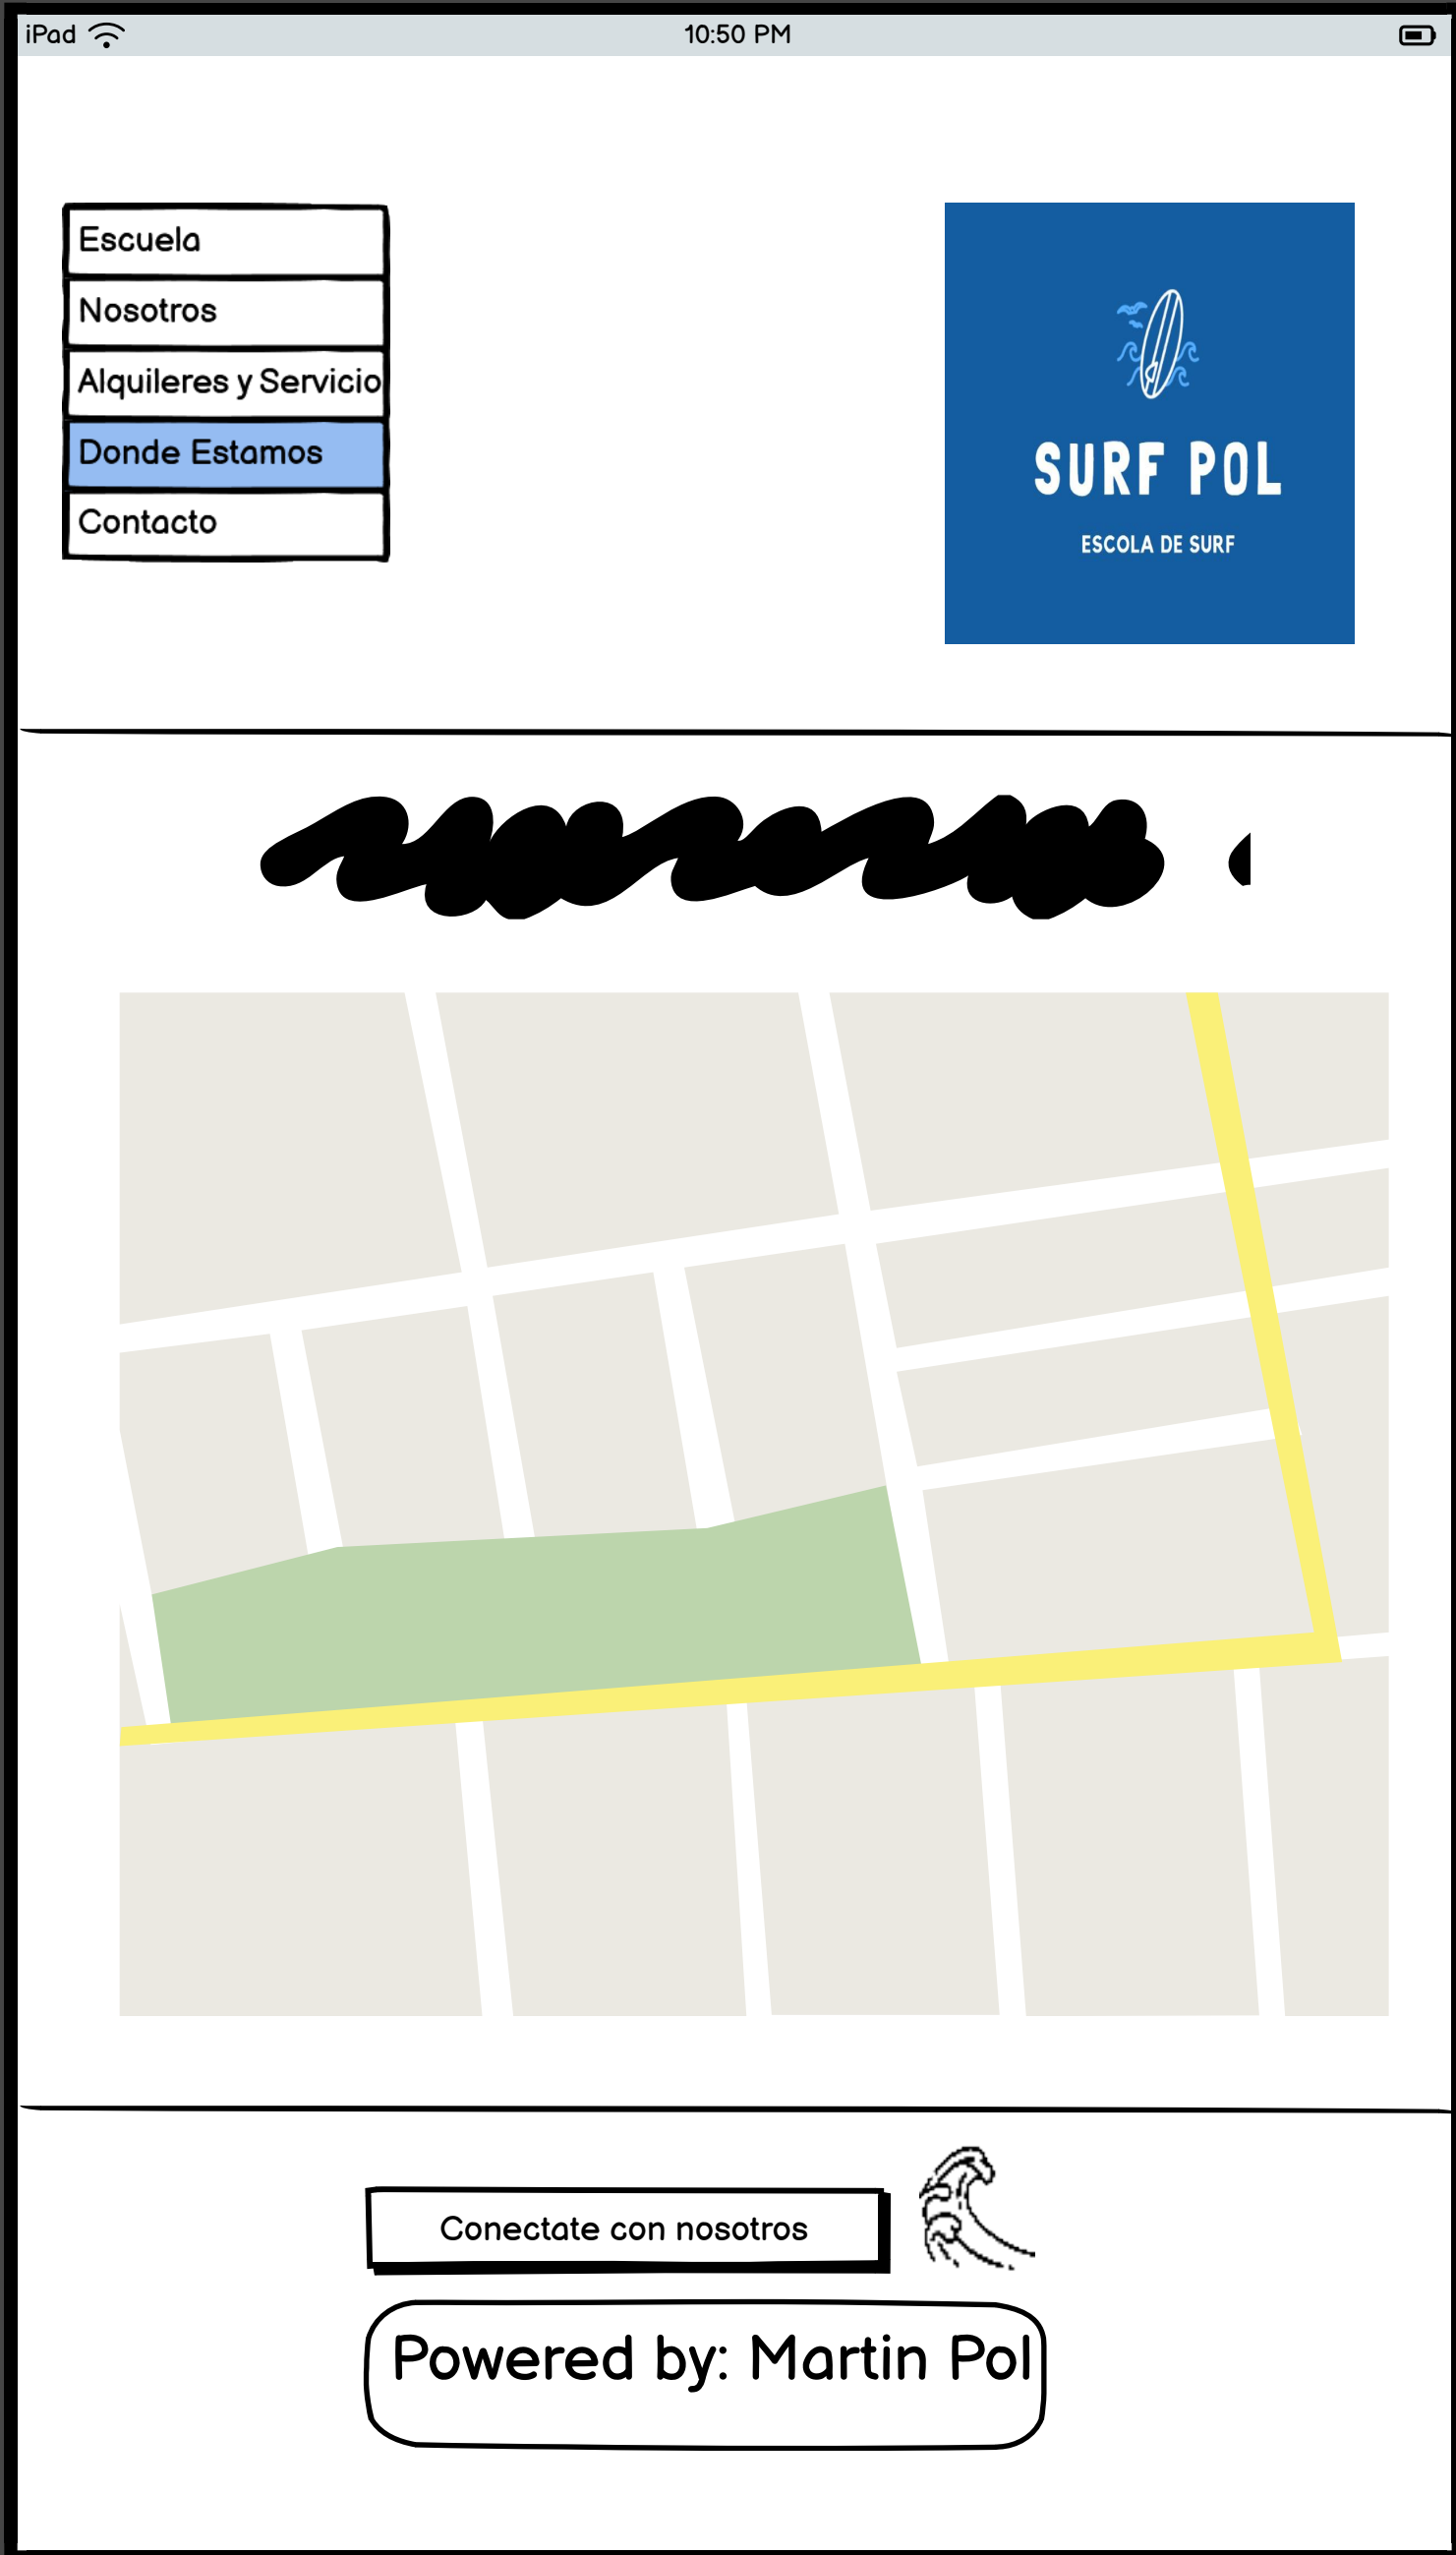 iPad 10:50 PM
Escuela
Nosotros
Alquileres y Servicio
Donde Estamos
Contacto
SURF POL
ESCOLA DE SURF
Conectate con nosotros
Powered by: Martin Pol